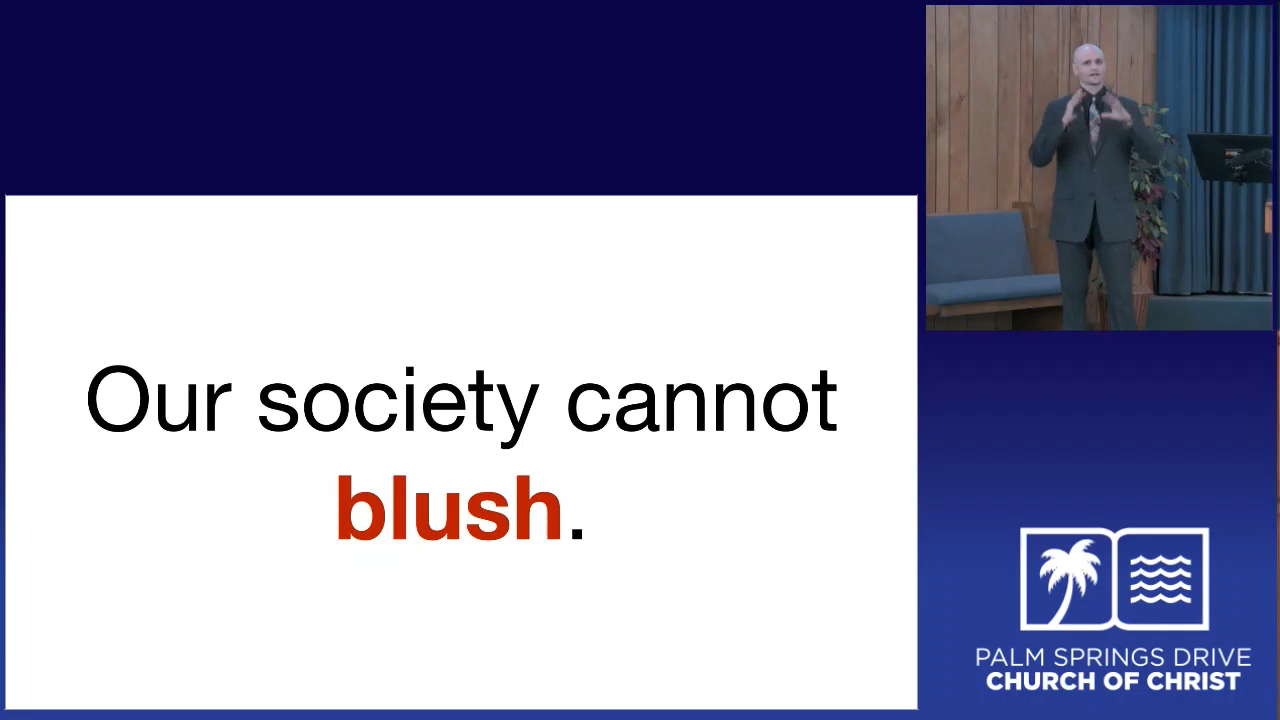 Our society cannot
blush.
PALM SPRINGS DRIVE
CHURCH OF CHRIST